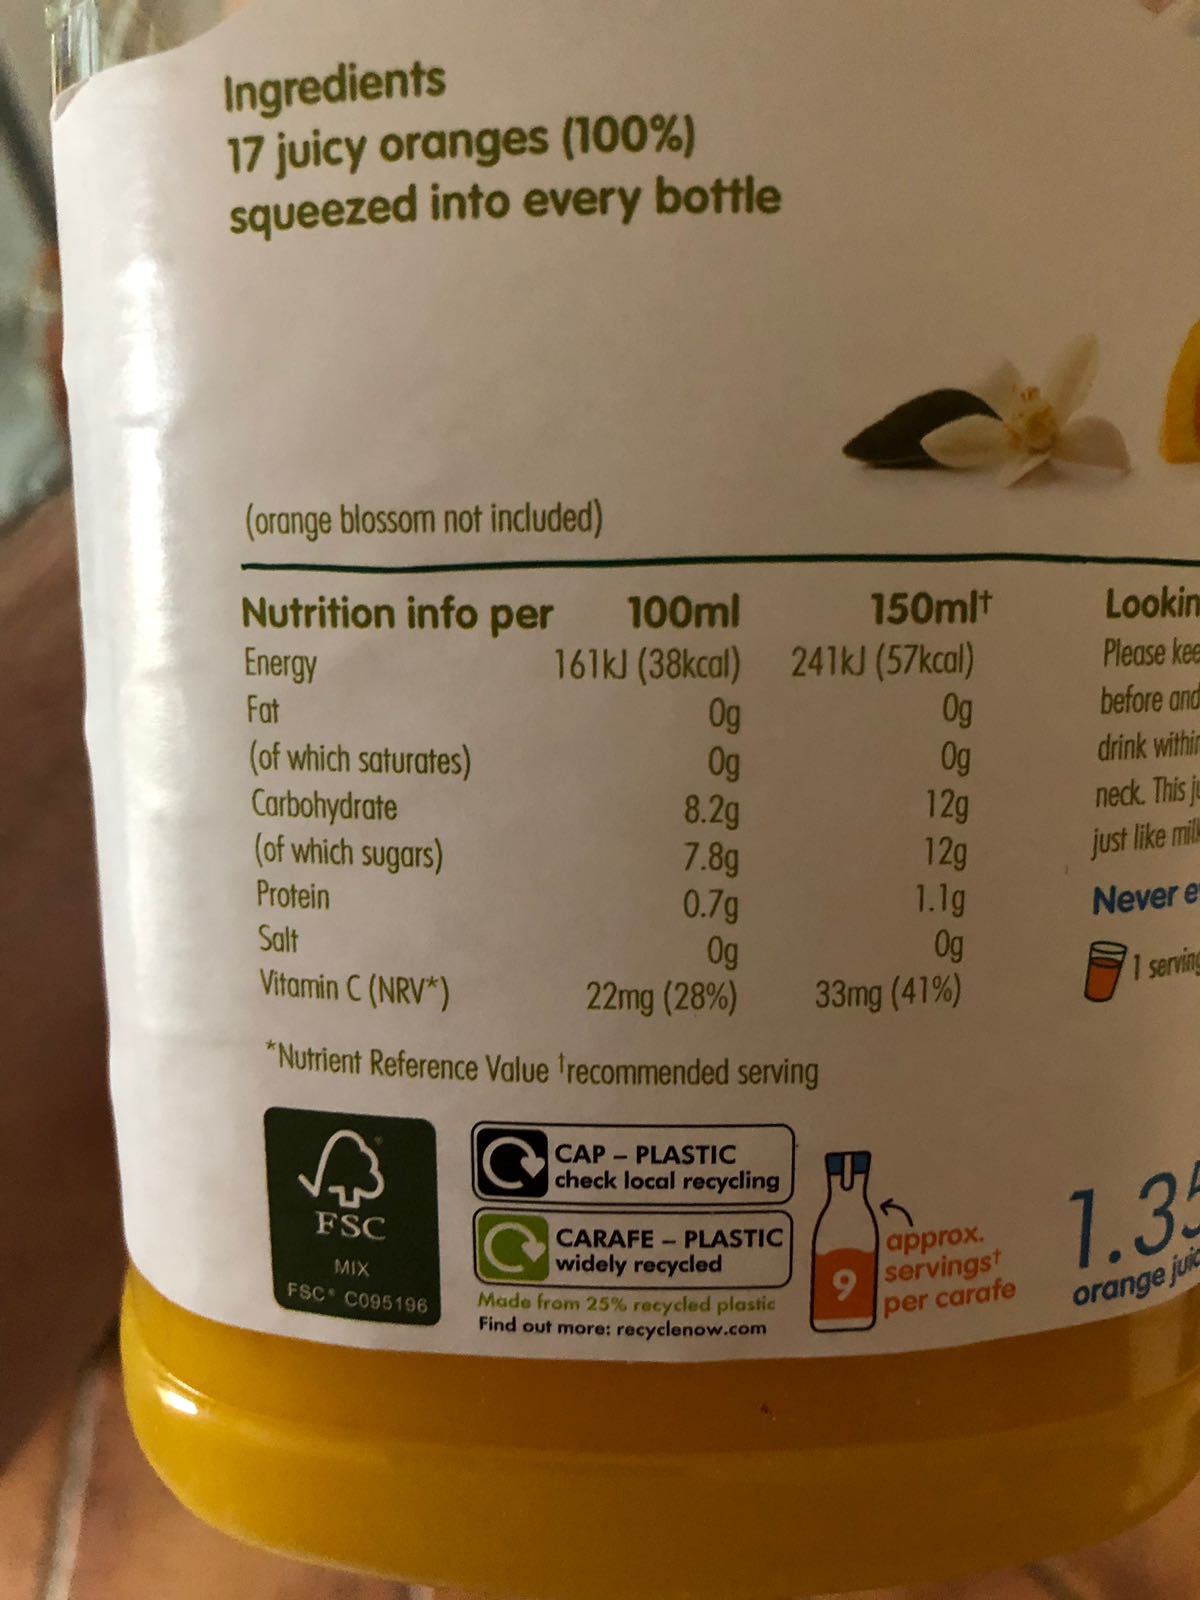 Ingredients
17 juicy oranges (100%)
squeezed into every bottle
(orange blossom not included)
Nutrition info per 100ml 150ml†
Energy 161kJ (38kcal) 241kJ (57kcal)
Fat 0g 0g
(of which saturates) 0g 0g
Carbohydrate 8.2g 12g
(of which sugars) 7.8g 12g
Protein 0.7g 1.1g
Salt 0g 0g
Vitamin C (NRV*) 22mg (28%) 33mg (41%)
*Nutrient Reference Value †recommended serving
Please
before and
drink
neck. This
just like
Never
1
FSC
MIX
FSC® C095196
CAP – PLASTIC
check local recycling
CARAFE – PLASTIC
widely recycled
Made from 25% recycled plastic
Find out more: recyclenow.com
9
approx.
servings†
per carafe
1.35
orange